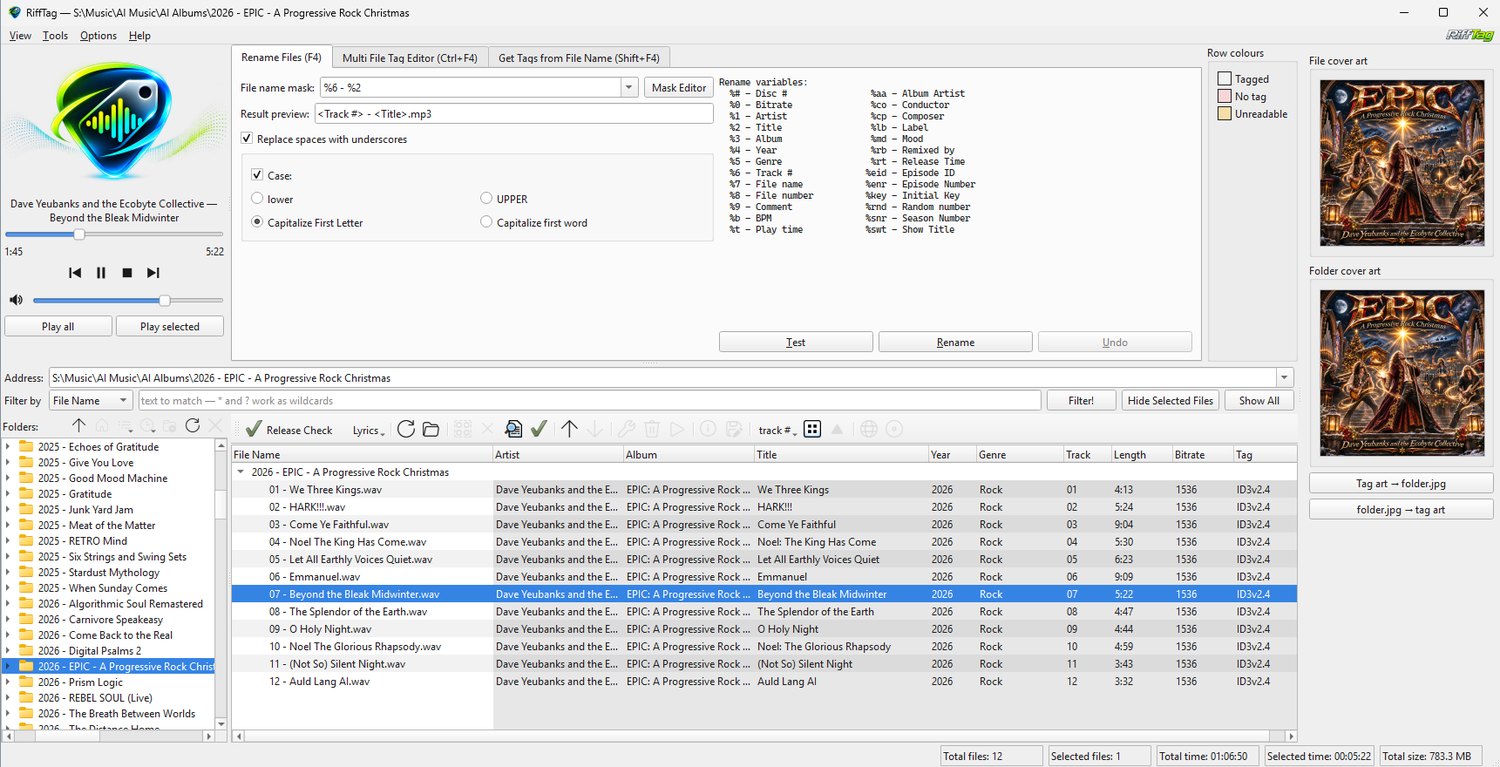 RiffTag — S:\Music\AI Music\AI Albums\2026 - EPIC - A Progressive Rock Christmas
View Tools Options Help
RiffTag
Dave Yeubanks and the Ecobyte Collective —
Beyond the Bleak Midwinter
1:45 5:22
Play all Play selected
Rename Files (F4) Multi File Tag Editor (Ctrl+F4) Get Tags from File Name (Shift+F4)
File name mask: %6 - %2 Mask Editor
Result preview: <Track #> - <Title>.mp3
Replace spaces with underscores
Case:
lower UPPER
Capitalize First Letter Capitalize first word
Rename variables:
%# – Disc # %aa – Album Artist
%0 – Bitrate %co – Conductor
%1 – Artist %cp – Composer
%2 – Title %lb – Label
%3 – Album %md – Mood
%4 – Year %rb – Remixed by
%5 – Genre %rt – Release Time
%6 – Track # %eid – Episode ID
%7 – File name %enr – Episode Number
%8 – File number %key – Initial Key
%9 – Comment %rnd – Random number
%b – BPM %snr – Season Number
%t – Play time %swt – Show Title
Test Rename Undo
Row colours
Tagged
No tag
Unreadable
File cover art
EPIC
A Progressive Rock Christmas
Dave Yeubanks and the Ecobyte Collective
Folder cover art
EPIC
A Progressive Rock Christmas
Dave Yeubanks and the Ecobyte Collective
Tag art → folder.jpg
folder.jpg → tag art
Address: S:\Music\AI Music\AI Albums\2026 - EPIC - A Progressive Rock Christmas
Filter by File Name text to match — * and ? work as wildcards Filter! Hide Selected Files Show All
Folders:
2025 - Echoes of Gratitude
2025 - Give You Love
2025 - Good Mood Machine
2025 - Gratitude
2025 - Junk Yard Jam
2025 - Meat of the Matter
2025 - RETRO Mind
2025 - Six Strings and Swing Sets
2025 - Stardust Mythology
2025 - When Sunday Comes
2026 - Algorithmic Soul Remastered
2026 - Carnivore Speakeasy
2026 - Come Back to the Real
2026 - Digital Psalms 2
2026 - EPIC - A Progressive Rock Christ
2026 - Prism Logic
2026 - REBEL SOUL (Live)
2026 - The Breath Between Worlds
2026 - The Distance Home
Release Check Lyrics track #
File Name Artist Album Title Year Genre Track Length Bitrate Tag
2026 - EPIC - A Progressive Rock Christmas
01 - We Three Kings.wav Dave Yeubanks and the E... EPIC: A Progressive Rock ... We Three Kings 2026 Rock 01 4:13 1536 ID3v2.4
02 - HARK!!!.wav Dave Yeubanks and the E... EPIC: A Progressive Rock ... HARK!!! 2026 Rock 02 5:24 1536 ID3v2.4
03 - Come Ye Faithful.wav Dave Yeubanks and the E... EPIC: A Progressive Rock ... Come Ye Faithful 2026 Rock 03 9:04 1536 ID3v2.4
04 - Noel The King Has Come.wav Dave Yeubanks and the E... EPIC: A Progressive Rock ... Noel: The King Has Come 2026 Rock 04 5:30 1536 ID3v2.4
05 - Let All Earthly Voices Quiet.wav Dave Yeubanks and the E... EPIC: A Progressive Rock ... Let All Earthly Voices Quiet 2026 Rock 05 6:23 1536 ID3v2.4
06 - Emmanuel.wav Dave Yeubanks and the E... EPIC: A Progressive Rock ... Emmanuel 2026 Rock 06 9:09 1536 ID3v2.4
07 - Beyond the Bleak Midwinter.wav Dave Yeubanks and the E... EPIC: A Progressive Rock ... Beyond the Bleak Midwinter 2026 Rock 07 5:22 1536 ID3v2.4
08 - The Splendor of the Earth.wav Dave Yeubanks and the E... EPIC: A Progressive Rock ... The Splendor of the Earth 2026 Rock 08 4:47 1536 ID3v2.4
09 - O Holy Night.wav Dave Yeubanks and the E... EPIC: A Progressive Rock ... O Holy Night 2026 Rock 09 4:44 1536 ID3v2.4
10 - Noel The Glorious Rhapsody.wav Dave Yeubanks and the E... EPIC: A Progressive Rock ... Noel: The Glorious Rhapsody 2026 Rock 10 4:59 1536 ID3v2.4
11 - (Not So) Silent Night.wav Dave Yeubanks and the E... EPIC: A Progressive Rock ... (Not So) Silent Night 2026 Rock 11 3:43 1536 ID3v2.4
12 - Auld Lang AI.wav Dave Yeubanks and the E... EPIC: A Progressive Rock ... Auld Lang AI 2026 Rock 12 3:32 1536 ID3v2.4
Total files: 12 Selected files: 1 Total time: 01:06:50 Selected time: 00:05:22 Total size: 783.3 MB